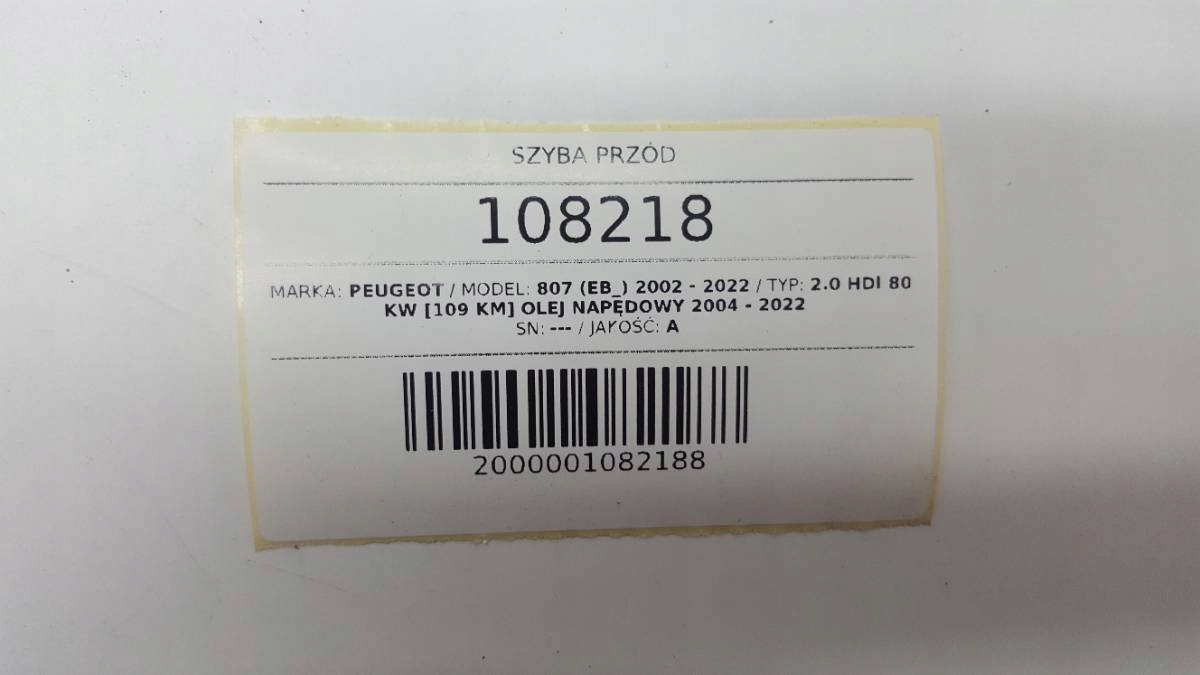 SZYBA PRZÓD
108218
MARKA: PEUGEOT / MODEL: 807 (EB_) 2002 - 2022 / TYP: 2.0 HDI 80
KW [109 KM] OLEJ NAPĘDOWY 2004 - 2022
SN: --- / JAKOŚĆ: A
2000001082188